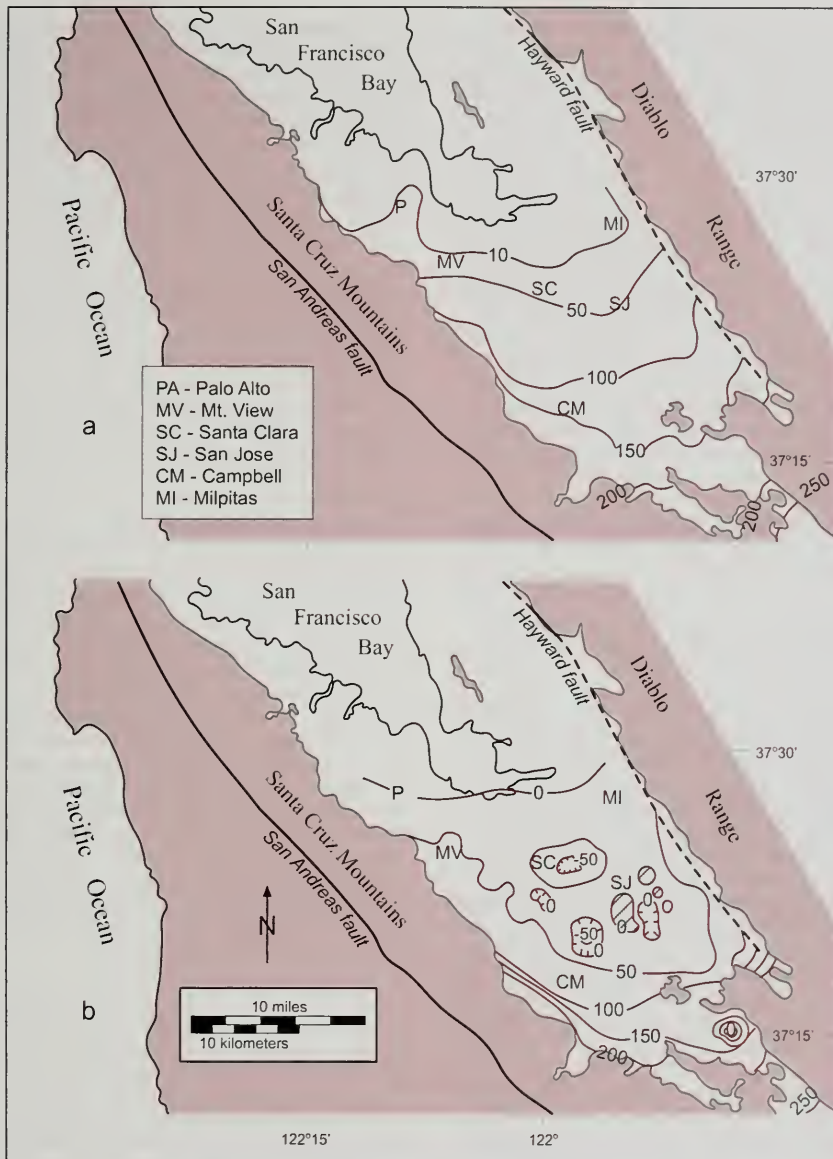 San
Francisco
Bay
Hayward fault
Diablo
Range
37°30'
Pacific
Ocean
Santa Cruz Mountains
San Andreas fault
P
MI
MV
10
SC
50
SJ
100
CM
150
37°15'
200
200
250
PA - Palo Alto
MV - Mt. View
SC - Santa Clara
SJ - San Jose
CM - Campbell
MI - Milpitas
a
San
Francisco
Bay
Hayward fault
Diablo
Range
37°30'
Pacific
Ocean
Santa Cruz Mountains
San Andreas fault
P
0
MI
MV
SC
-50
SJ
0
0
0
0
-50
0
50
CM
100
150
37°15'
200
250
N
b
10 miles
10 kilometers
122°15'
122°